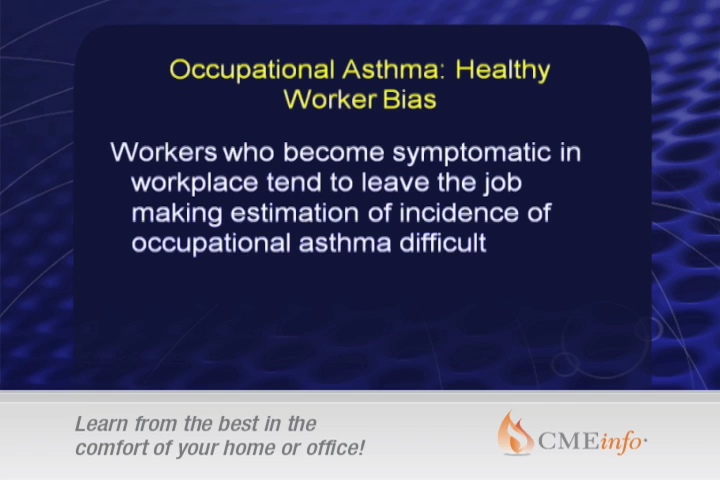 Occupational Asthma: Healthy
Worker Bias
Workers who become symptomatic in
workplace tend to leave the job
making estimation of incidence of
occupational asthma difficult
Learn from the best in the
comfort of your home or office!
CMEinfo